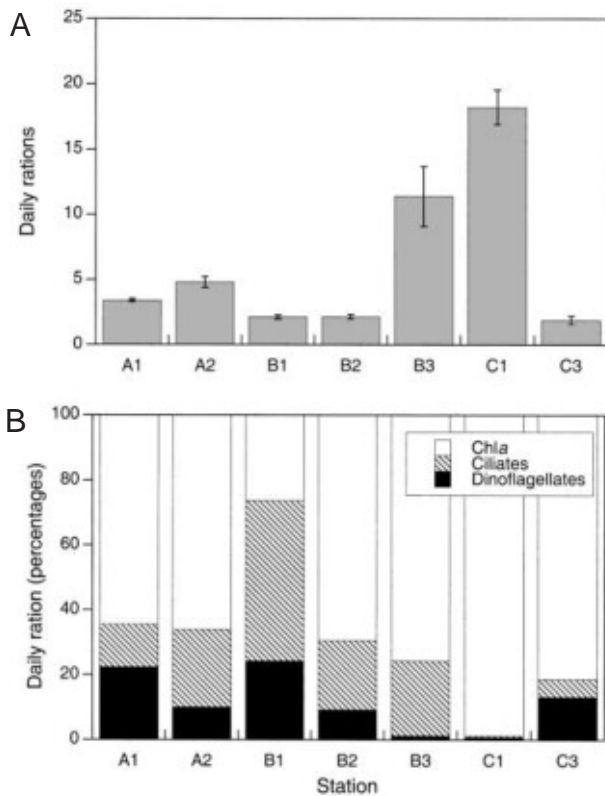 A
Daily rations
25
20
15
10
5
0
A1 A2 B1 B2 B3 C1 C3
B
Daily ration (percentages)
100
80
60
40
20
0
Chla
Ciliates
Dinoflagellates
A1 A2 B1 B2 B3 C1 C3
Station